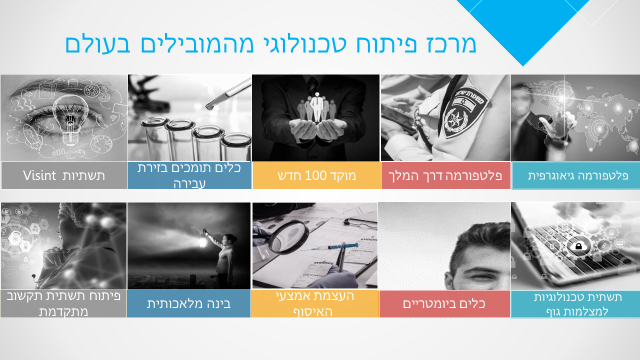 מרכז פיתוח טכנולוגי מהמובילים בעולם
פלטפורמה גיאוגרפית
פלטפורמה דרך המלך
מוקד 100 חדש
כלים תומכים בזירת
עבירה
תשתיות Visint
תשתית טכנולוגיות
למצלמות גוף
כלים ביומטריים
העצמת אמצעי
האיסוף
בינה מלאכותית
פיתוח תשתית תקשוב
מתקדמת